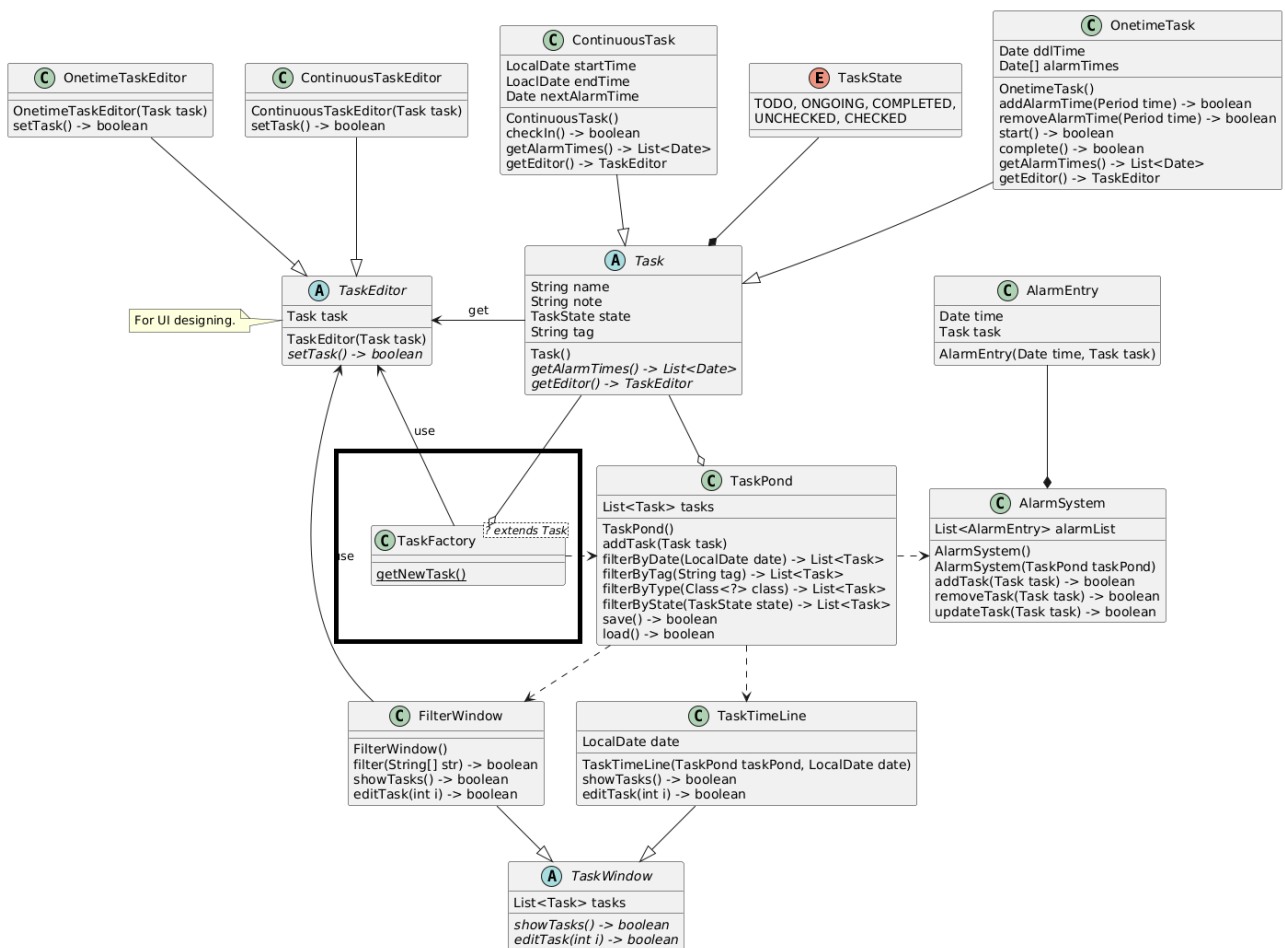 C OnetimeTaskEditor
OnetimeTaskEditor(Task task)
setTask() -> boolean
C ContinuousTaskEditor
ContinuousTaskEditor(Task task)
setTask() -> boolean
C ContinuousTask
LocalDate startTime
LoaclDate endTime
Date nextAlarmTime
ContinuousTask()
checkIn() -> boolean
getAlarmTimes() -> List<Date>
getEditor() -> TaskEditor
E TaskState
TODO, ONGOING, COMPLETED,
UNCHECKED, CHECKED
C OnetimeTask
Date ddlTime
Date[] alarmTimes
OnetimeTask()
addAlarmTime(Period time) -> boolean
removeAlarmTime(Period time) -> boolean
start() -> boolean
complete() -> boolean
getAlarmTimes() -> List<Date>
getEditor() -> TaskEditor
For UI designing.
A TaskEditor
Task task
TaskEditor(Task task)
setTask() -> boolean
get
A Task
String name
String note
TaskState state
String tag
Task()
getAlarmTimes() -> List<Date>
getEditor() -> TaskEditor
C AlarmEntry
Date time
Task task
AlarmEntry(Date time, Task task)
use
use
C TaskFactory
? extends Task
getNewTask()
C TaskPond
List<Task> tasks
TaskPond()
addTask(Task task)
filterByDate(LocalDate date) -> List<Task>
filterByTag(String tag) -> List<Task>
filterByType(Class<?> class) -> List<Task>
filterByState(TaskState state) -> List<Task>
save() -> boolean
load() -> boolean
C AlarmSystem
List<AlarmEntry> alarmList
AlarmSystem()
AlarmSystem(TaskPond taskPond)
addTask(Task task) -> boolean
removeTask(Task task) -> boolean
updateTask(Task task) -> boolean
C FilterWindow
FilterWindow()
filter(String[] str) -> boolean
showTasks() -> boolean
editTask(int i) -> boolean
C TaskTimeLine
LocalDate date
TaskTimeLine(TaskPond taskPond, LocalDate date)
showTasks() -> boolean
editTask(int i) -> boolean
A TaskWindow
List<Task> tasks
showTasks() -> boolean
editTask(int i) -> boolean